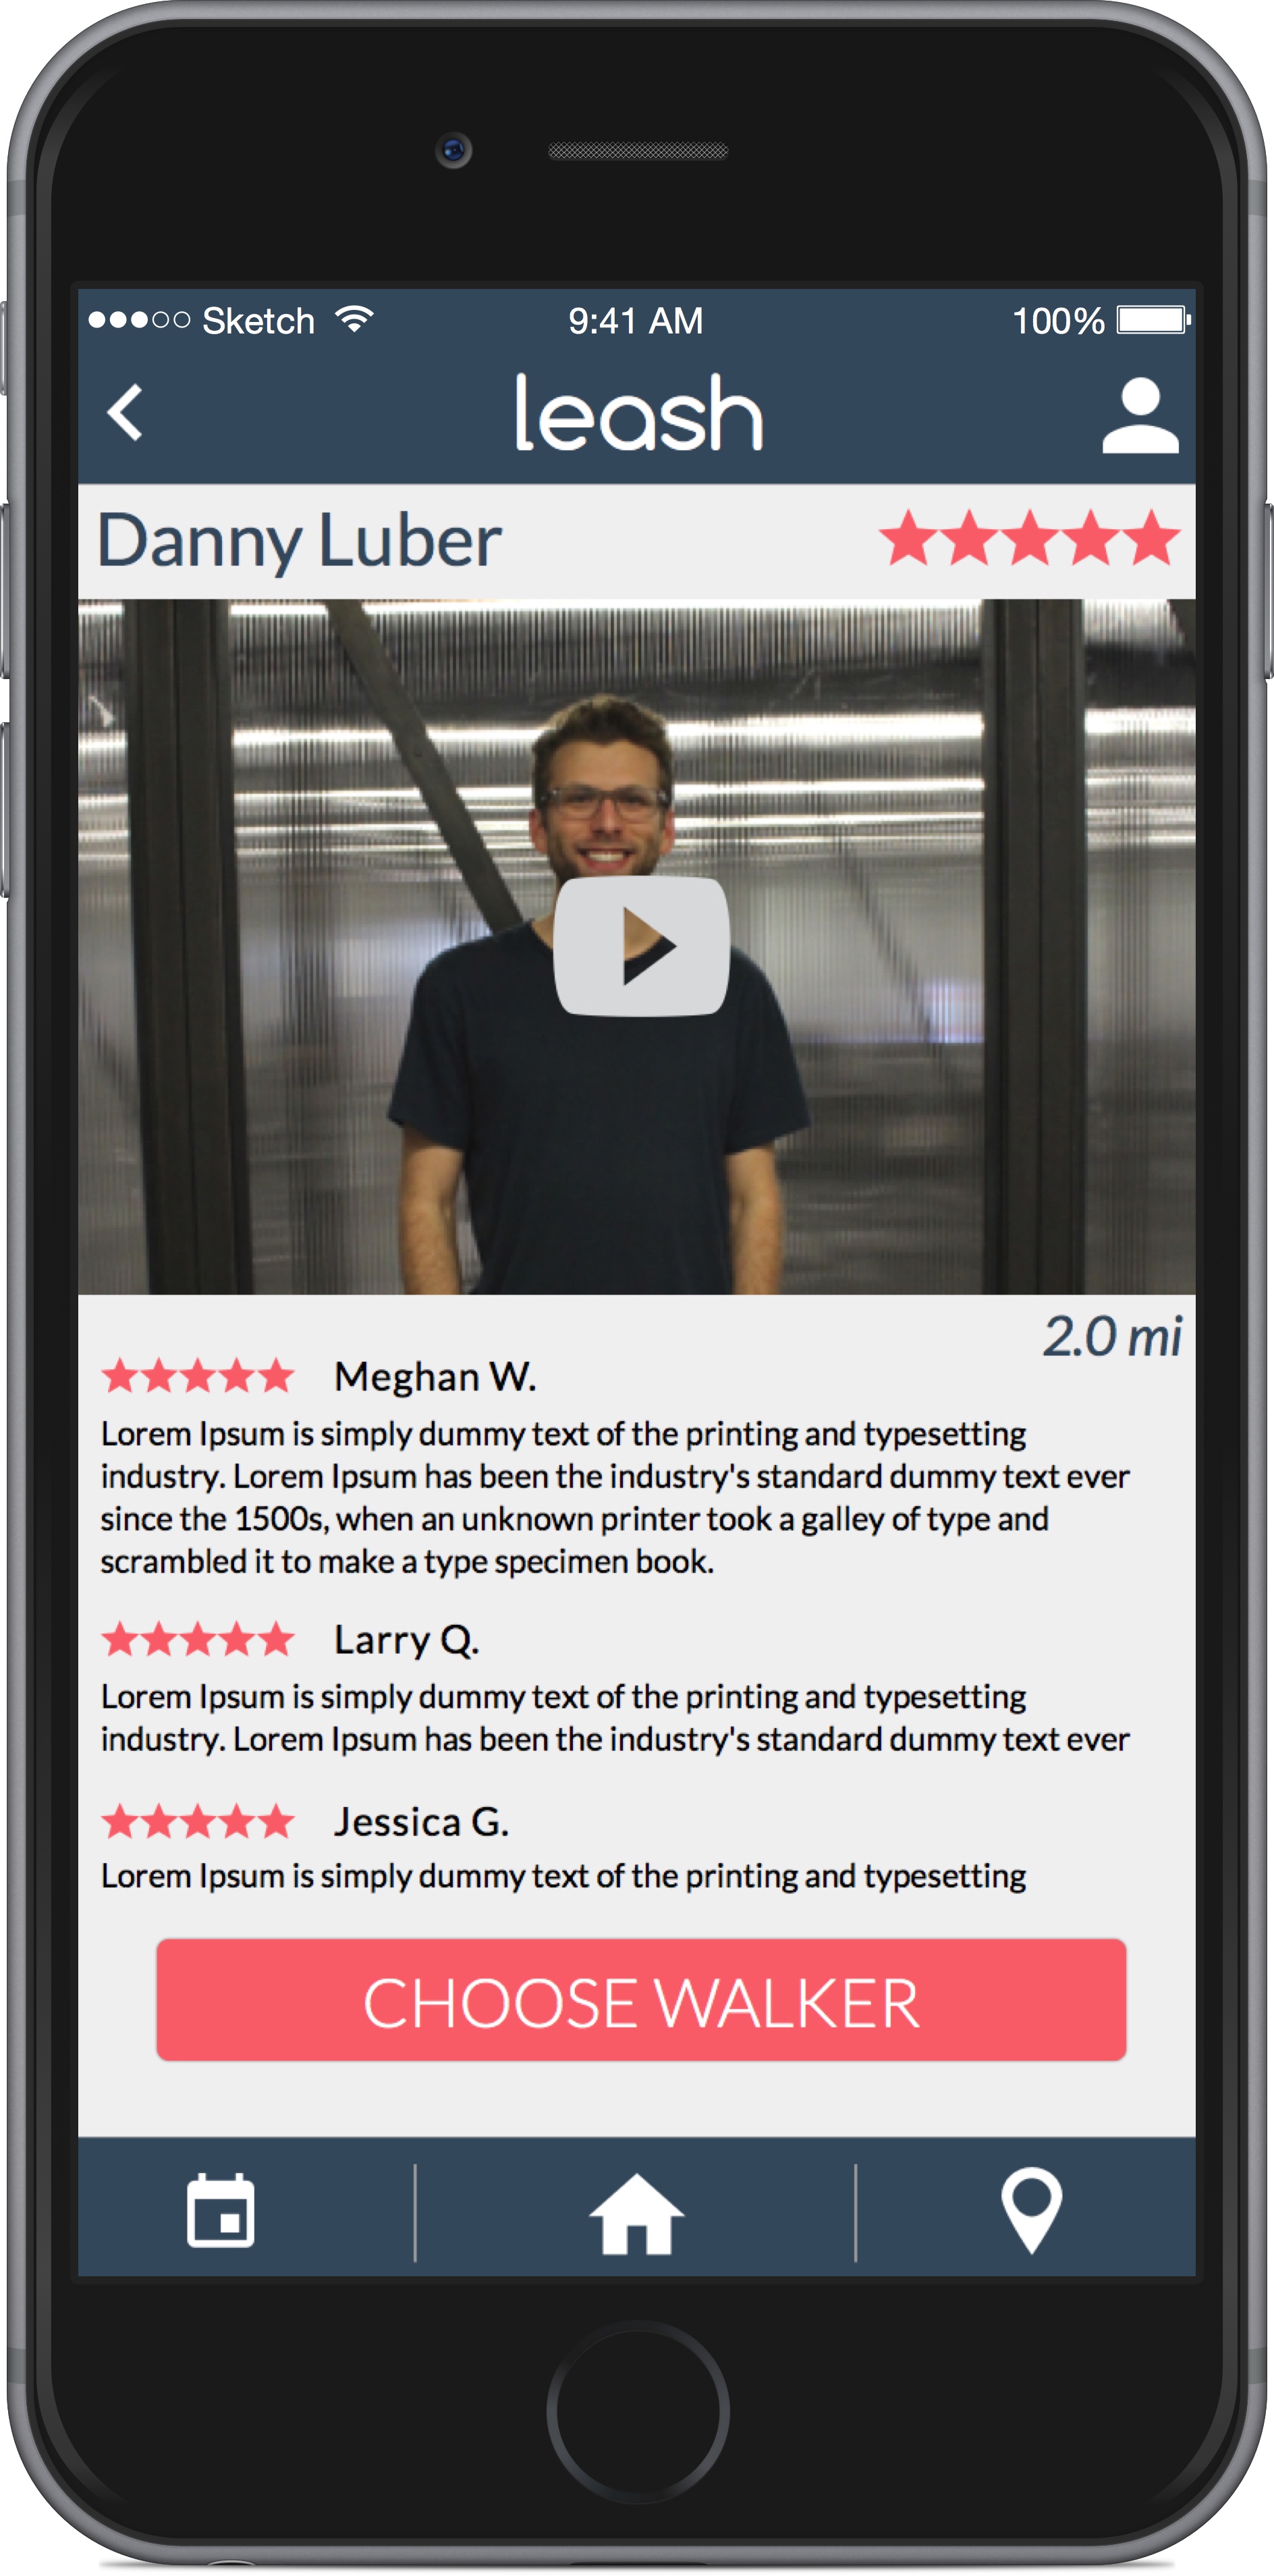 Sketch 9:41 AM 100%
leash
Danny Luber
2.0 mi
Meghan W.
Lorem Ipsum is simply dummy text of the printing and typesetting
industry. Lorem Ipsum has been the industry's standard dummy text ever
since the 1500s, when an unknown printer took a galley of type and
scrambled it to make a type specimen book.
Larry Q.
Lorem Ipsum is simply dummy text of the printing and typesetting
industry. Lorem Ipsum has been the industry's standard dummy text ever
Jessica G.
Lorem Ipsum is simply dummy text of the printing and typesetting
CHOOSE WALKER